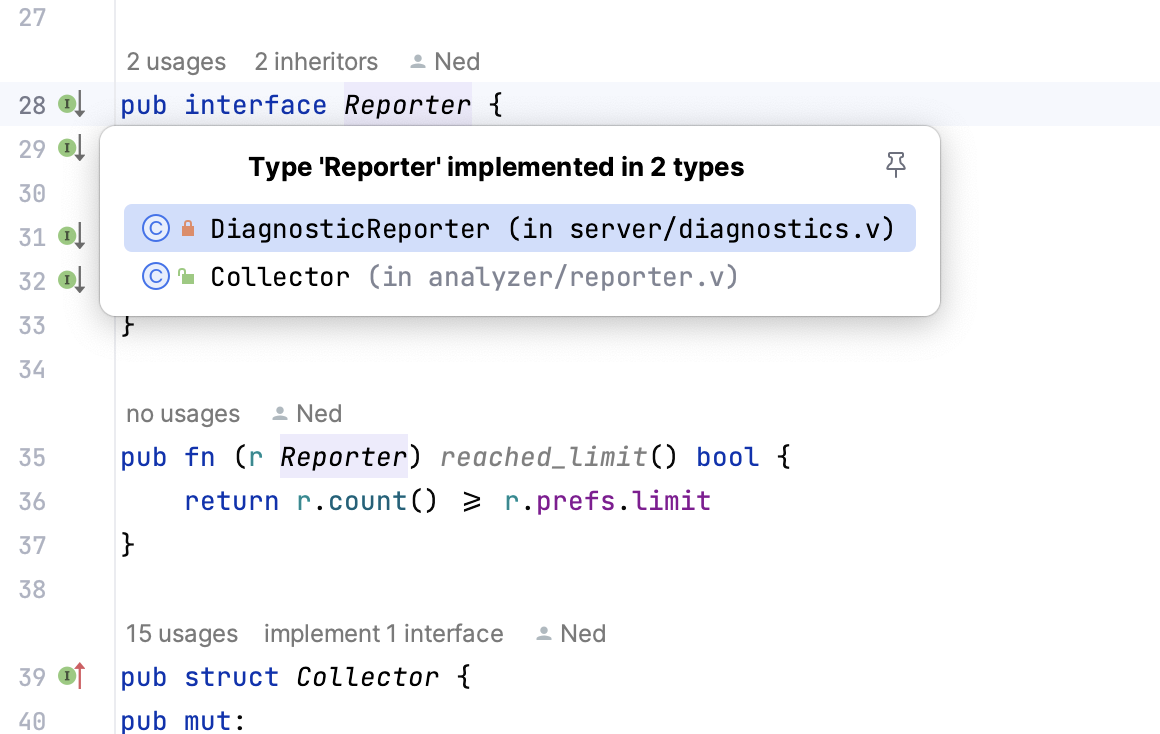 27
2 usages 2 inheritors Ned
28 pub interface Reporter {
29
Type 'Reporter' implemented in 2 types
30
DiagnosticReporter (in server/diagnostics.v)
31
Collector (in analyzer/reporter.v)
32
33 }
34
no usages Ned
35 pub fn (r Reporter) reached_limit() bool {
36 return r.count() >= r.prefs.limit
37 }
38
15 usages implement 1 interface Ned
39 pub struct Collector {
40 pub mut: